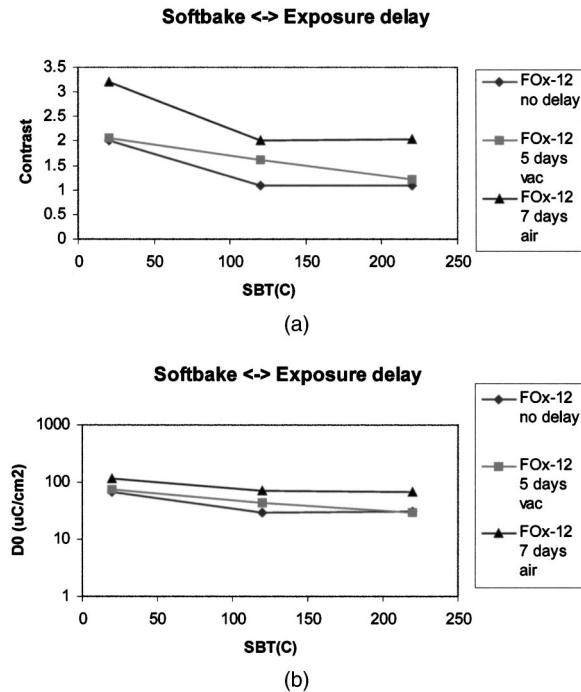 Softbake <-> Exposure delay
3.5
3
2.5
2
1.5
1
0.5
0
Contrast
0
50
100
150
200
250
SBT(C)
FOx-12
no delay
FOx-12
5 days
vac
FOx-12
7 days
air
(a)
Softbake <-> Exposure delay
1000
100
10
1
D0 (uC/cm2)
0
50
100
150
200
250
SBT(C)
FOx-12
no delay
FOx-12
5 days
vac
FOx-12
7 days
air
(b)